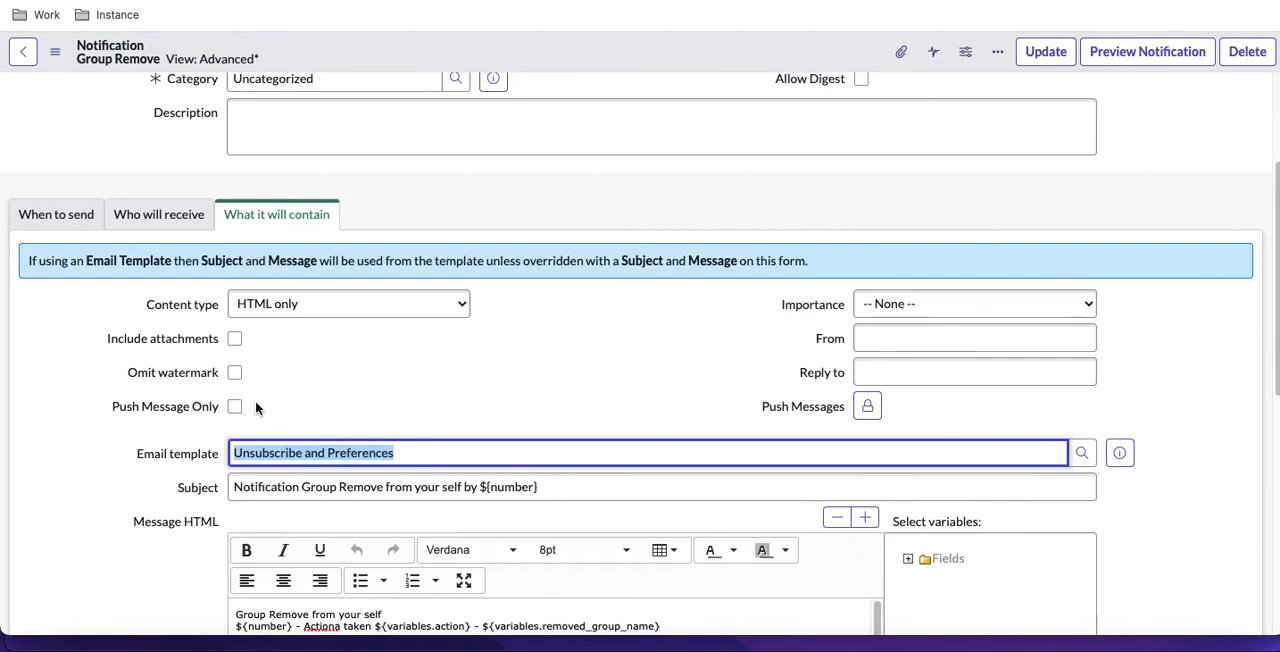 Work Instance
Notification
Group Remove View: Advanced*
Update Preview Notification Delete
Category Uncategorized Allow Digest
Description
When to send Who will receive What it will contain
If using an Email Template then Subject and Message will be used from the template unless overridden with a Subject and Message on this form.
Content type HTML only Importance -- None --
Include attachments From
Omit watermark Reply to
Push Message Only Push Messages
Email template Unsubscribe and Preferences
Subject Notification Group Remove from your self by ${number}
Message HTML Select variables:
B I U Verdana 8pt A A Fields
Group Remove from your self
${number} - Actiona taken ${variables.action} - ${variables.removed_group_name}